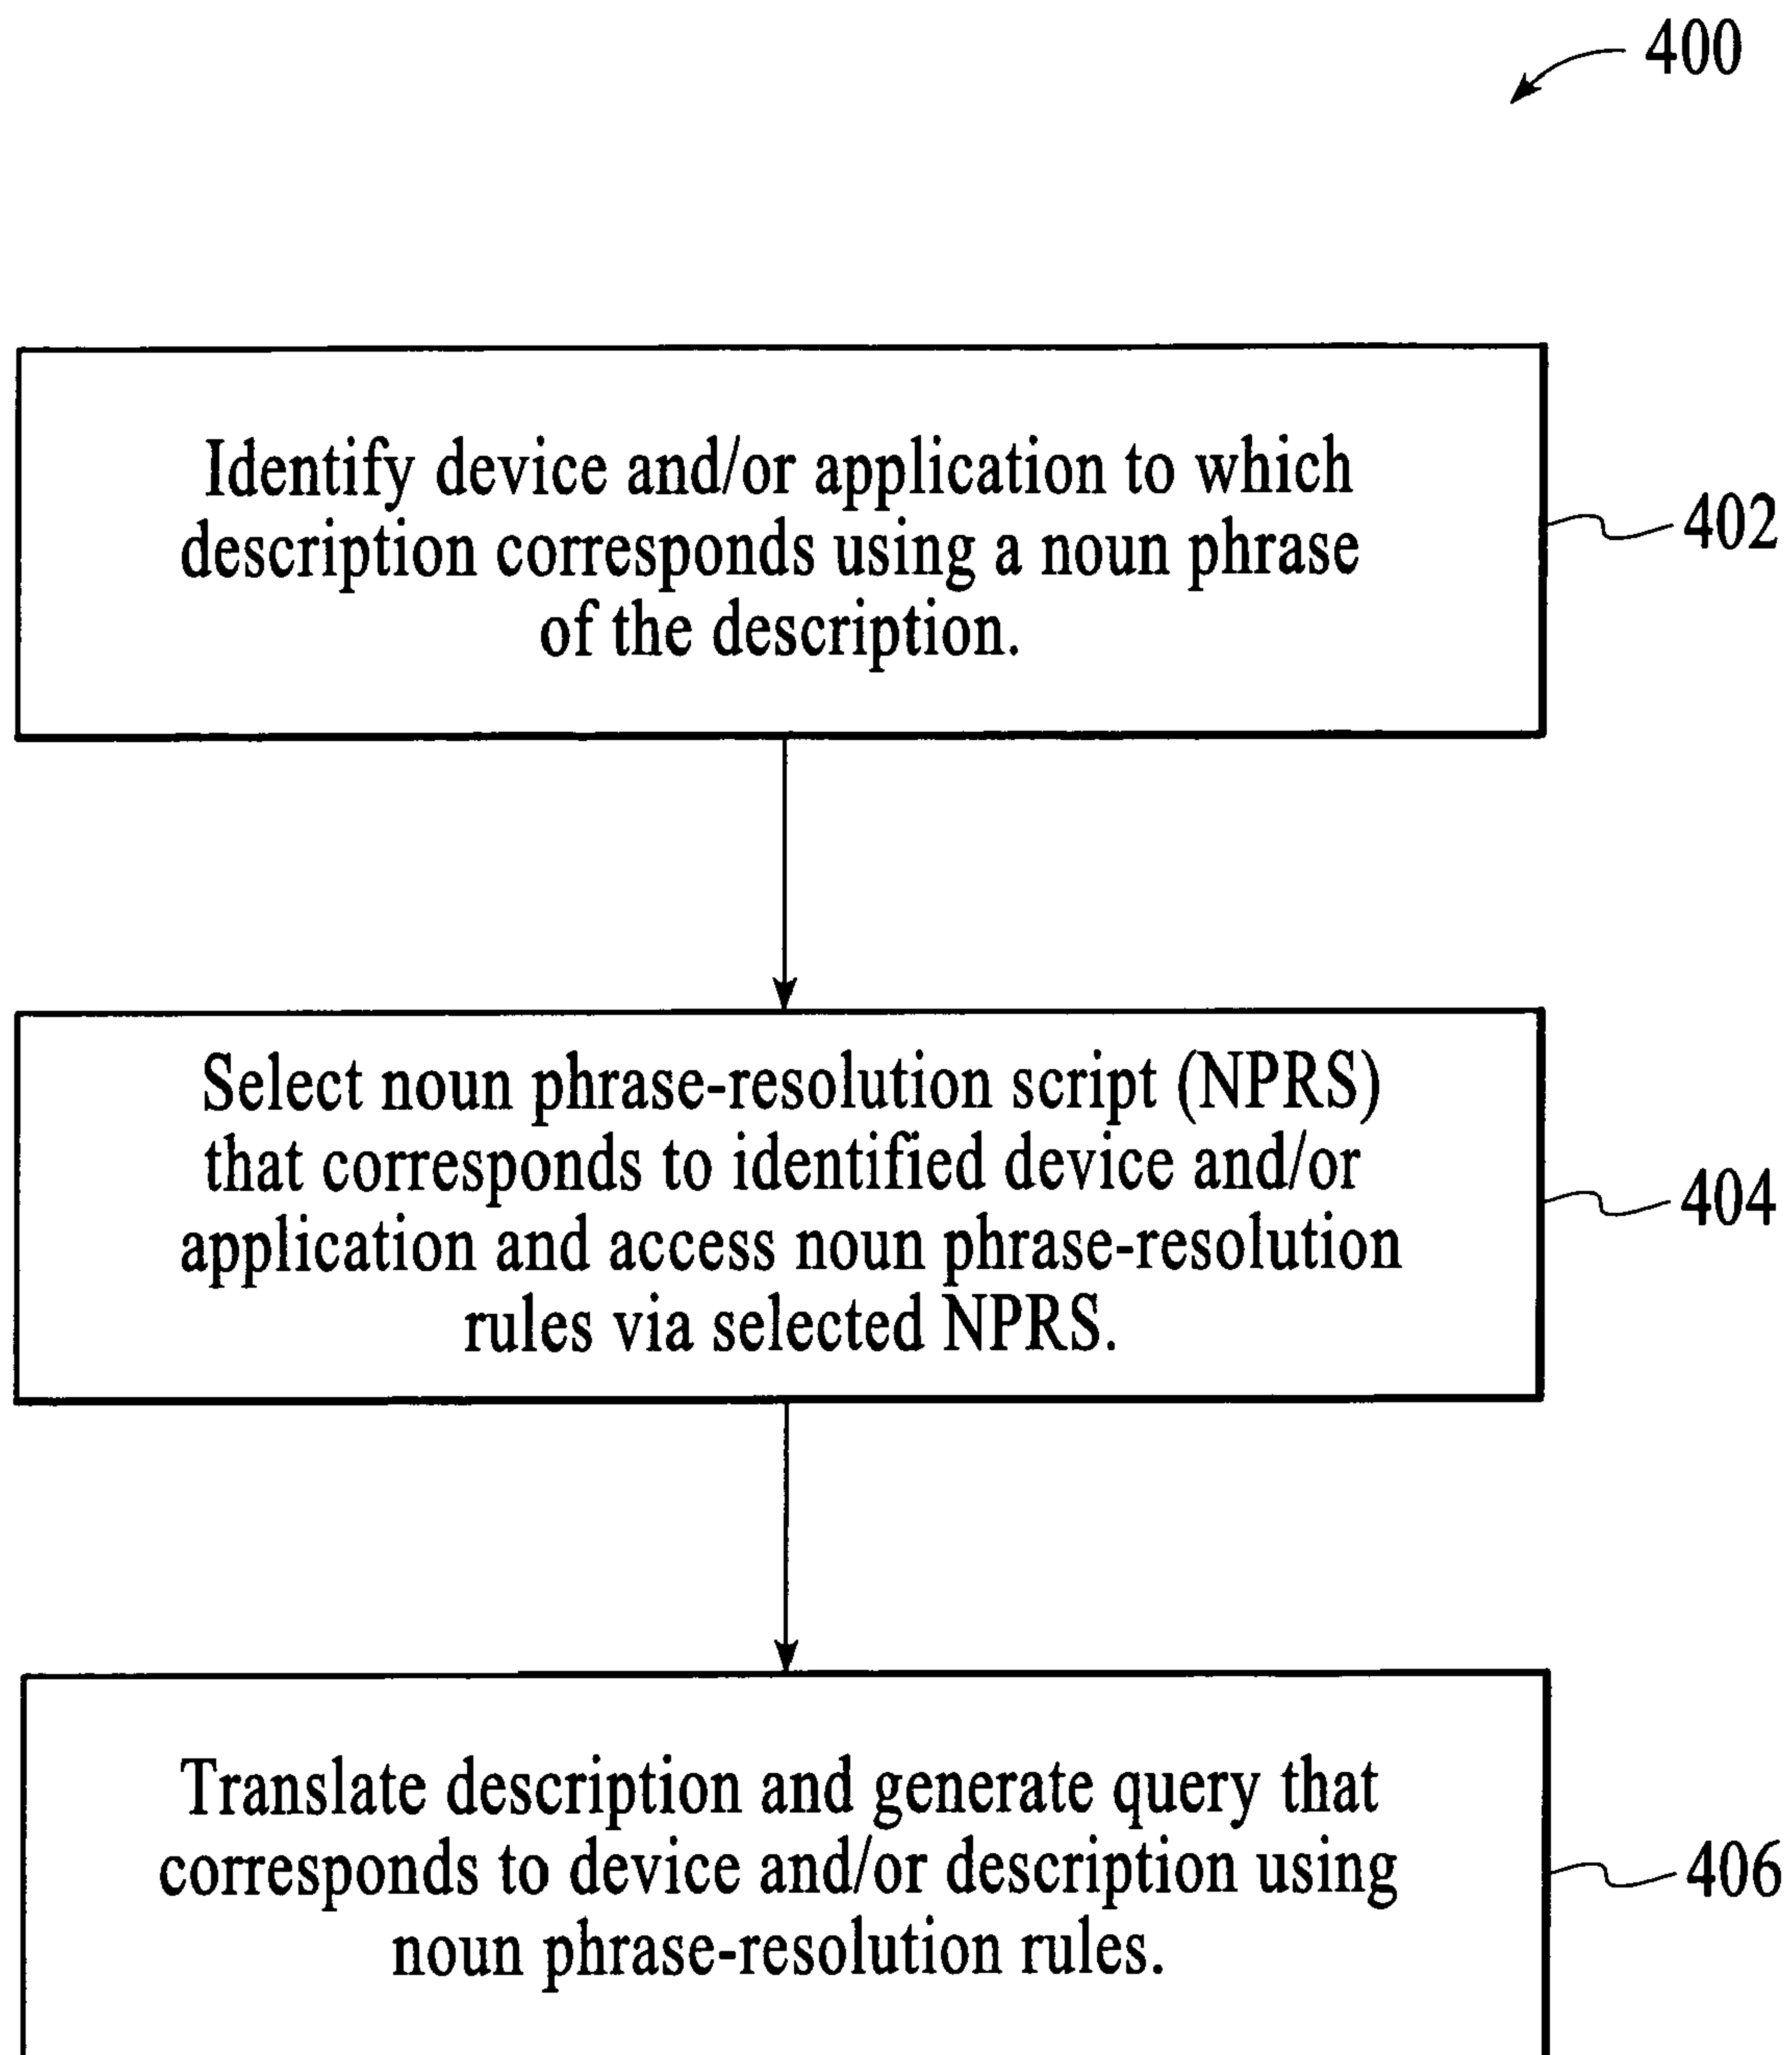 400
Identify device and/or application to which
description corresponds using a noun phrase
of the description.
402
Select noun phrase-resolution script (NPRS)
that corresponds to identified device and/or
application and access noun phrase-resolution
rules via selected NPRS.
404
Translate description and generate query that
corresponds to device and/or description using
noun phrase-resolution rules.
406